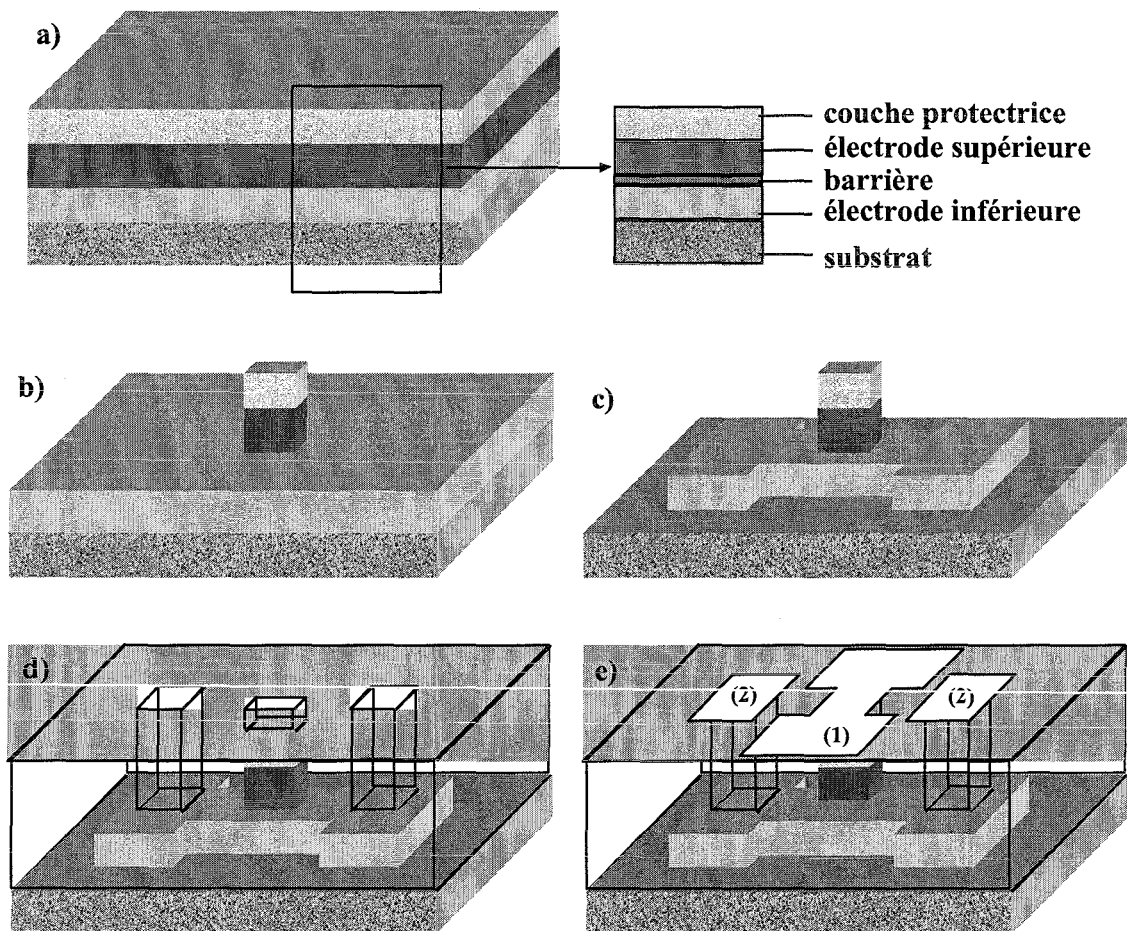 a)
couche protectrice
électrode supérieure
barrière
électrode inférieure
substrat
b)
c)
d)
e)
(2)
(2)
(1)